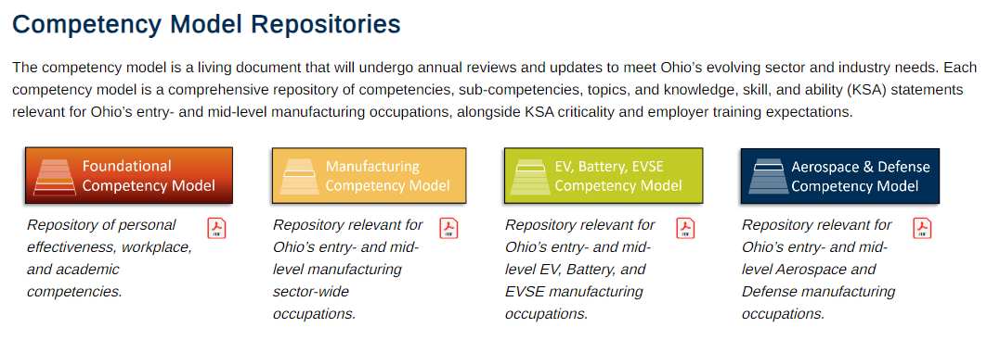 Competency Model Repositories
The competency model is a living document that will undergo annual reviews and updates to meet Ohio’s evolving sector and industry needs. Each
competency model is a comprehensive repository of competencies, sub-competencies, topics, and knowledge, skill, and ability (KSA) statements
relevant for Ohio’s entry- and mid-level manufacturing occupations, alongside KSA criticality and employer training expectations.
Foundational
Competency Model
Repository of personal
effectiveness, workplace,
and academic
competencies.
PDF
Manufacturing
Competency Model
Repository relevant for
Ohio’s entry- and mid-
level manufacturing
sector-wide
occupations.
PDF
EV, Battery, EVSE
Competency Model
Repository relevant for
Ohio’s entry- and mid-
level EV, Battery, and
EVSE manufacturing
occupations.
PDF
Aerospace & Defense
Competency Model
Repository relevant for
Ohio’s entry- and mid-
level Aerospace and
Defense manufacturing
occupations.
PDF